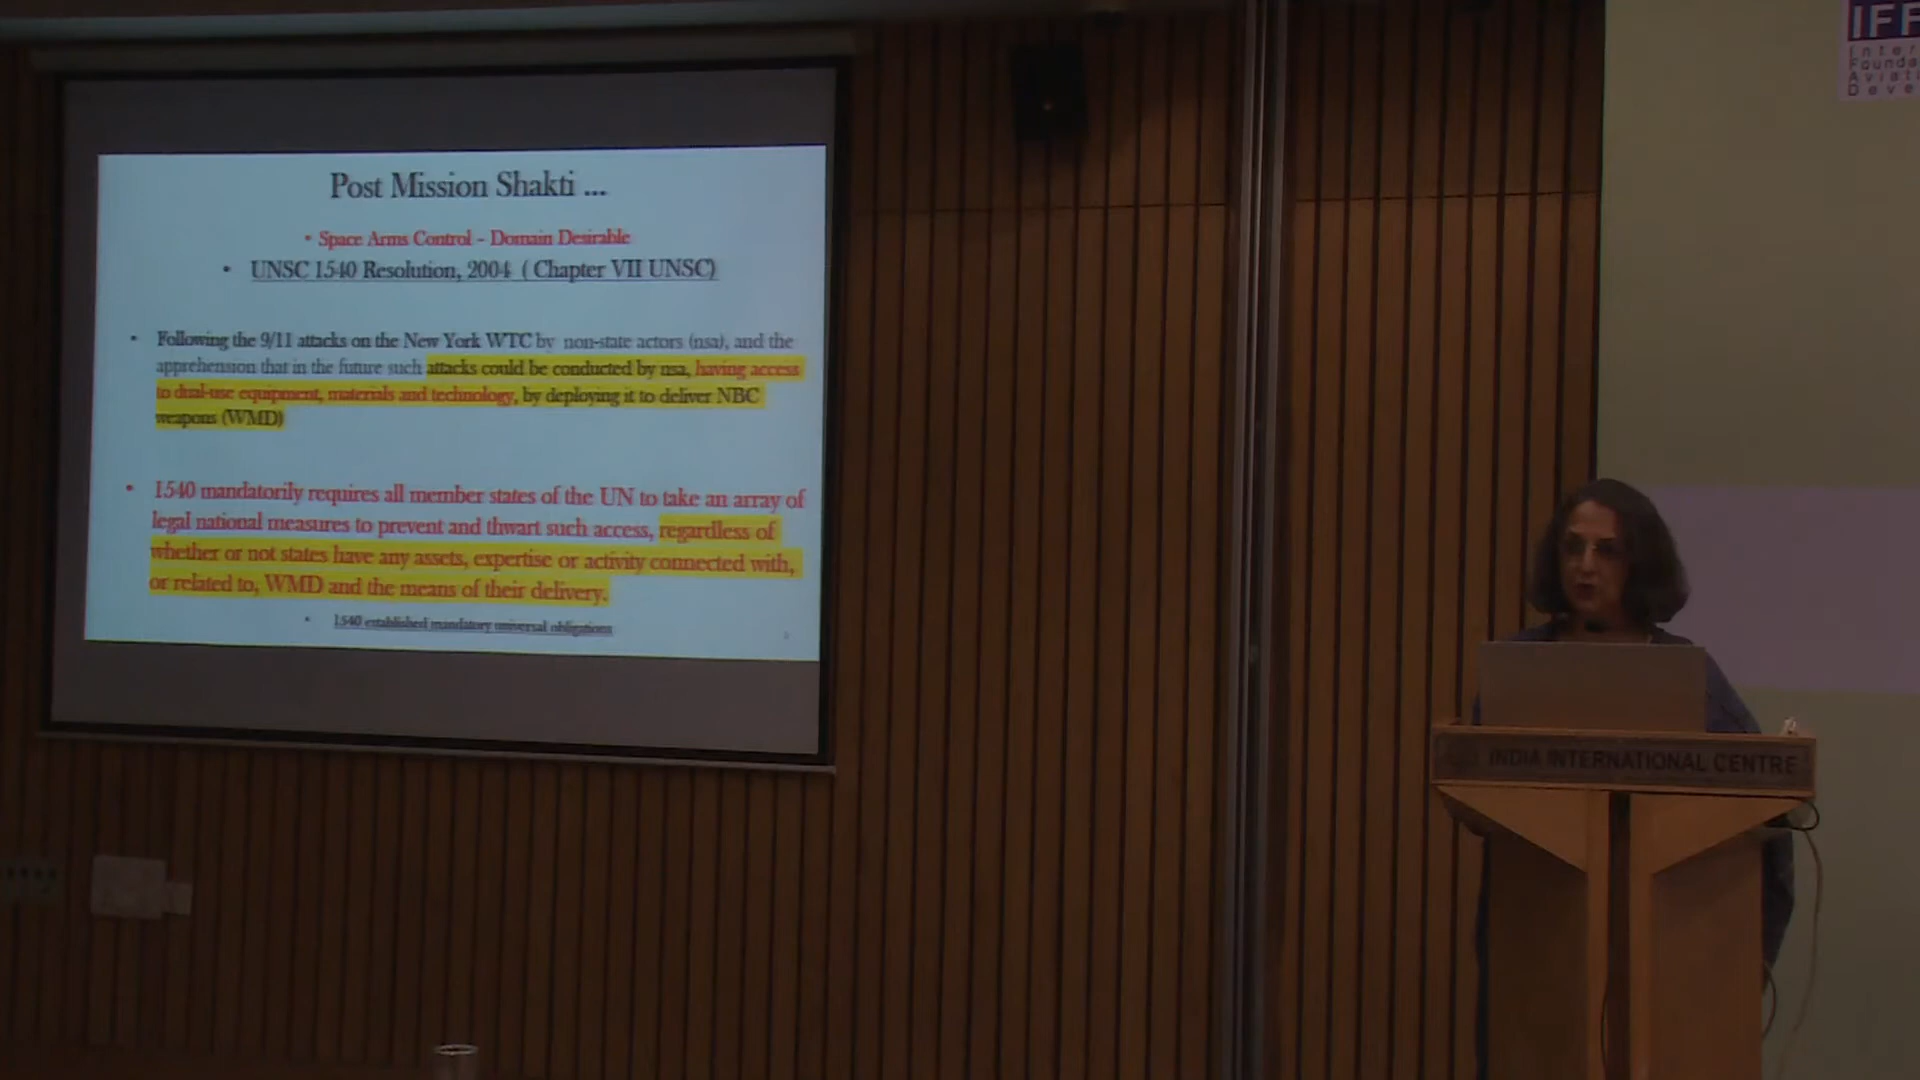 Post Mission Shakti ...
• Space Arms Control – Domain Desirable
• UNSC 1540 Resolution, 2004 ( Chapter VII UNSC)
• Following the 9/11 attacks on the New York WTC by non-state actors (nsa), and the
apprehension that in the future such attacks could be conducted by nsa, having access
to dual-use equipment, materials and technology, by deploying it to deliver NBC
weapons (WMD)
• 1540 mandatorily requires all member states of the UN to take an array of
legal national measures to prevent and thwart such access, regardless of
whether or not states have any assets, expertise or activity connected with,
or related to, WMD and the means of their delivery.
• 1540 established mandatory universal obligations
INDIA INTERNATIONAL CENTRE
IFF
Inter
Founda
Aviat
Deve